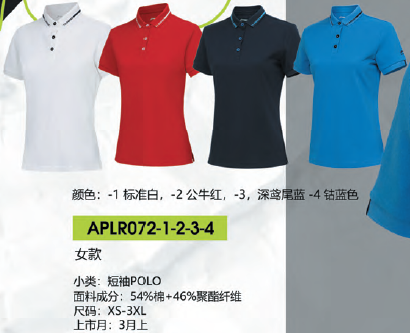 颜色：-1 标准白，-2 公牛红，-3，深鸢尾蓝 -4 钴蓝色
APLR072-1-2-3-4
女款
小类：短袖POLO
面料成分：54%棉+46%聚酯纤维
尺码：XS-3XL
上市月：3月上